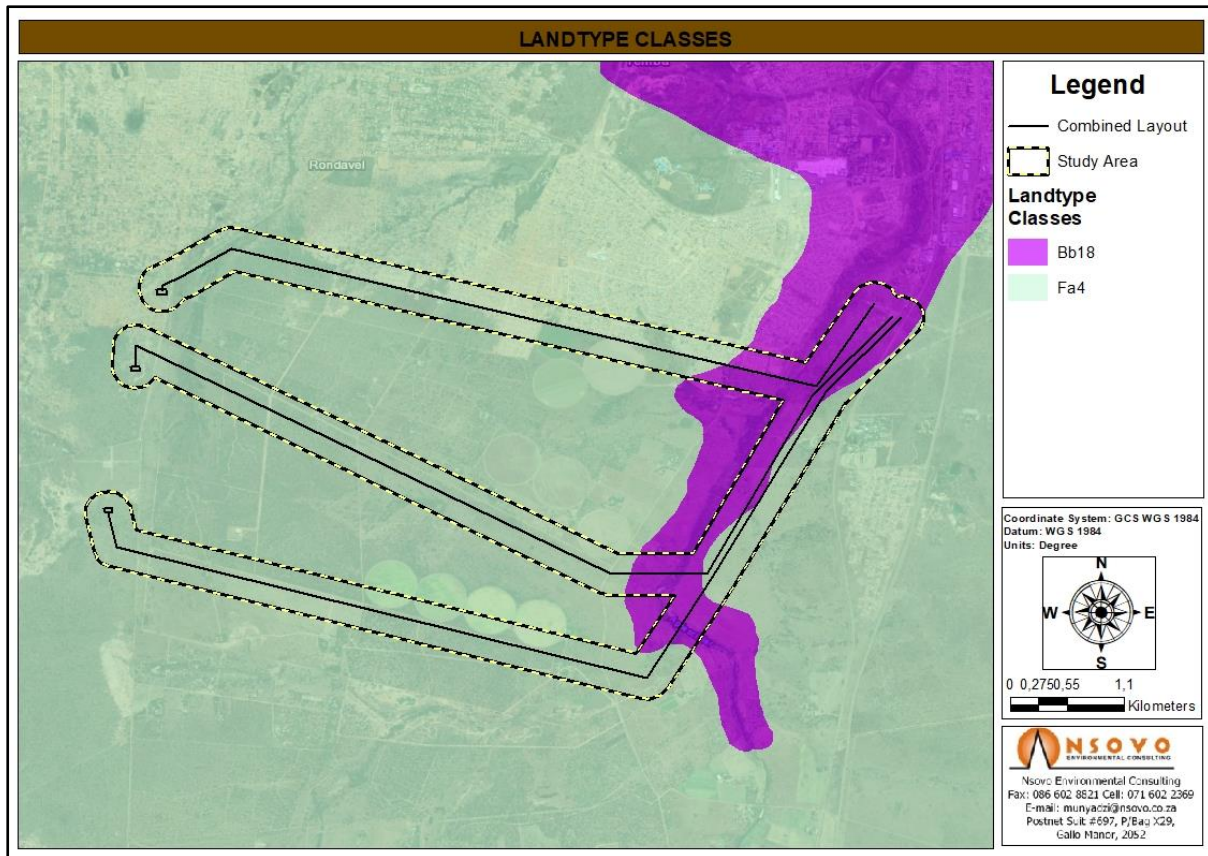 LANDTYPE CLASSES
Temba
Rondavel
Legend
Combined Layout
Study Area
Landtype
Classes
Bb18
Fa4
Coordinate System: GCS WGS 1984
Datum: WGS 1984
Units: Degree
N
W E
S
0 0,2750,55 1,1
Kilometers
NSOVO
ENVIRONMENTAL CONSULTING
Nsovo Environmental Consulting
Fax: 086 602 8821 Cell: 071 602 2369
E-mail: munyadzi@nsovo.co.za
Postnet Suit #697, P/Bag X29,
Gallo Manor, 2052